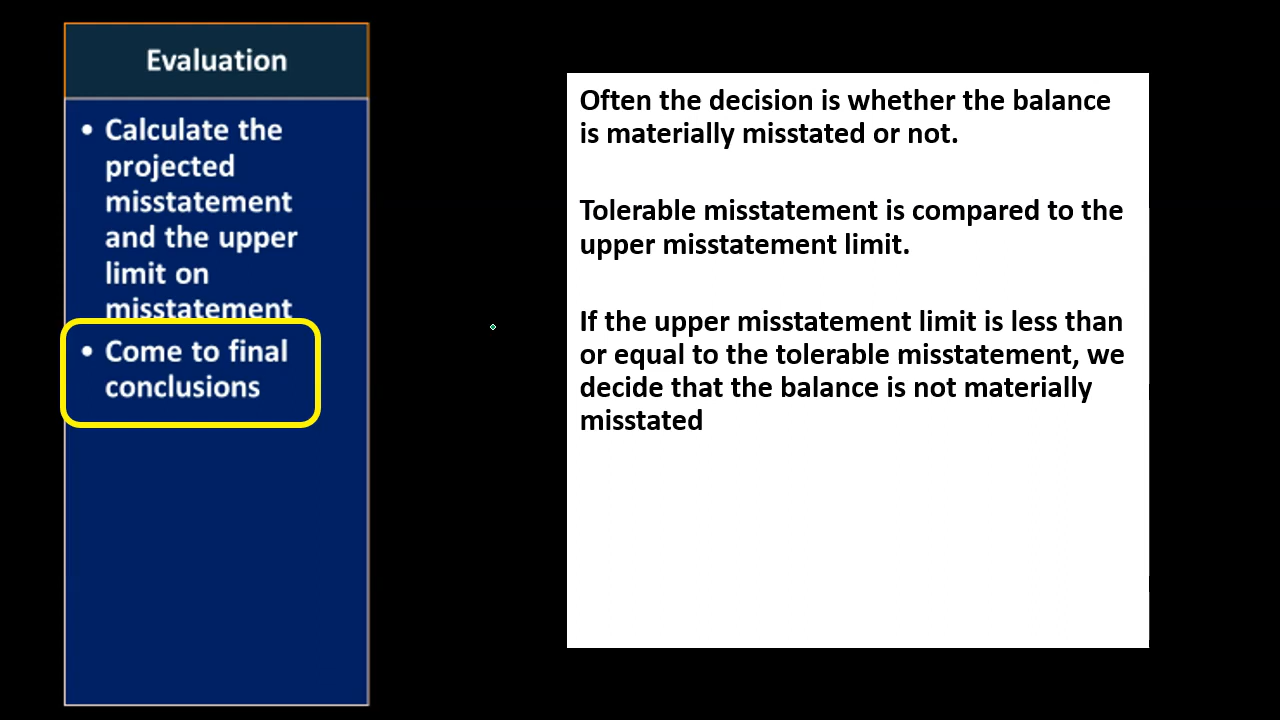 Evaluation
• Calculate the
projected
misstatement
and the upper
limit on
misstatement
• Come to final
conclusions
Often the decision is whether the balance
is materially misstated or not.
Tolerable misstatement is compared to the
upper misstatement limit.
If the upper misstatement limit is less than
or equal to the tolerable misstatement, we
decide that the balance is not materially
misstated